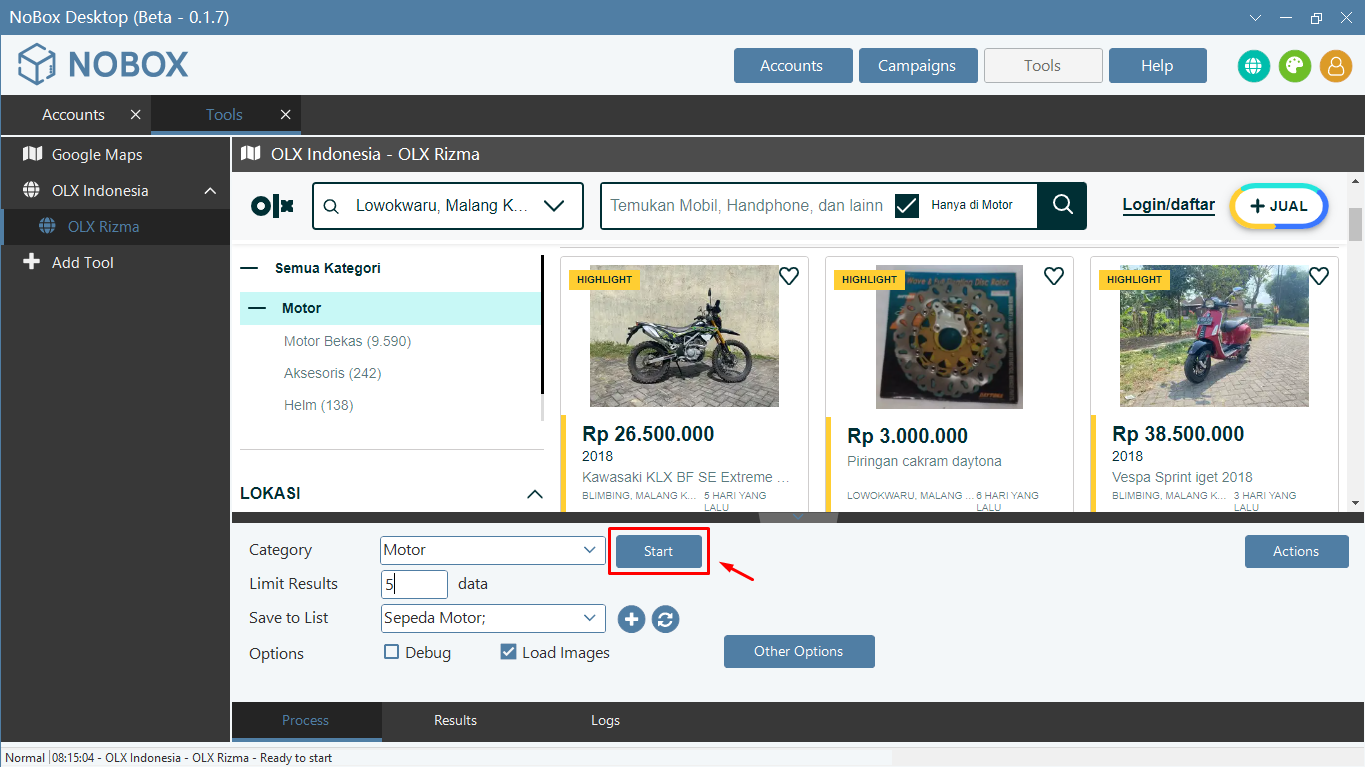 NoBox Desktop (Beta - 0.1.7)
NOBOX
Accounts
Campaigns
Tools
Help
Accounts
Tools
Google Maps
OLX Indonesia
OLX Rizma
Add Tool
OLX Indonesia - OLX Rizma
olx
Lowokwaru, Malang K...
Temukan Mobil, Handphone, dan lainn
Hanya di Motor
Login/daftar
+ JUAL
Semua Kategori
Motor
Motor Bekas (9.590)
Aksesoris (242)
Helm (138)
LOKASI
HIGHLIGHT
Rp 26.500.000
2018
Kawasaki KLX BF SE Extreme ...
BLIMBING, MALANG K... 5 HARI YANG
LALU
HIGHLIGHT
Rp 3.000.000
Piringan cakram daytona
LOWOKWARU, MALANG ... 6 HARI YANG
LALU
HIGHLIGHT
Rp 38.500.000
2018
Vespa Sprint iget 2018
BLIMBING, MALANG K... 3 HARI YANG
LALU
Category
Motor
Start
Actions
Limit Results
5
data
Save to List
Sepeda Motor;
Options
Debug
Load Images
Other Options
Process
Results
Logs
Normal
08:15:04 - OLX Indonesia - OLX Rizma - Ready to start